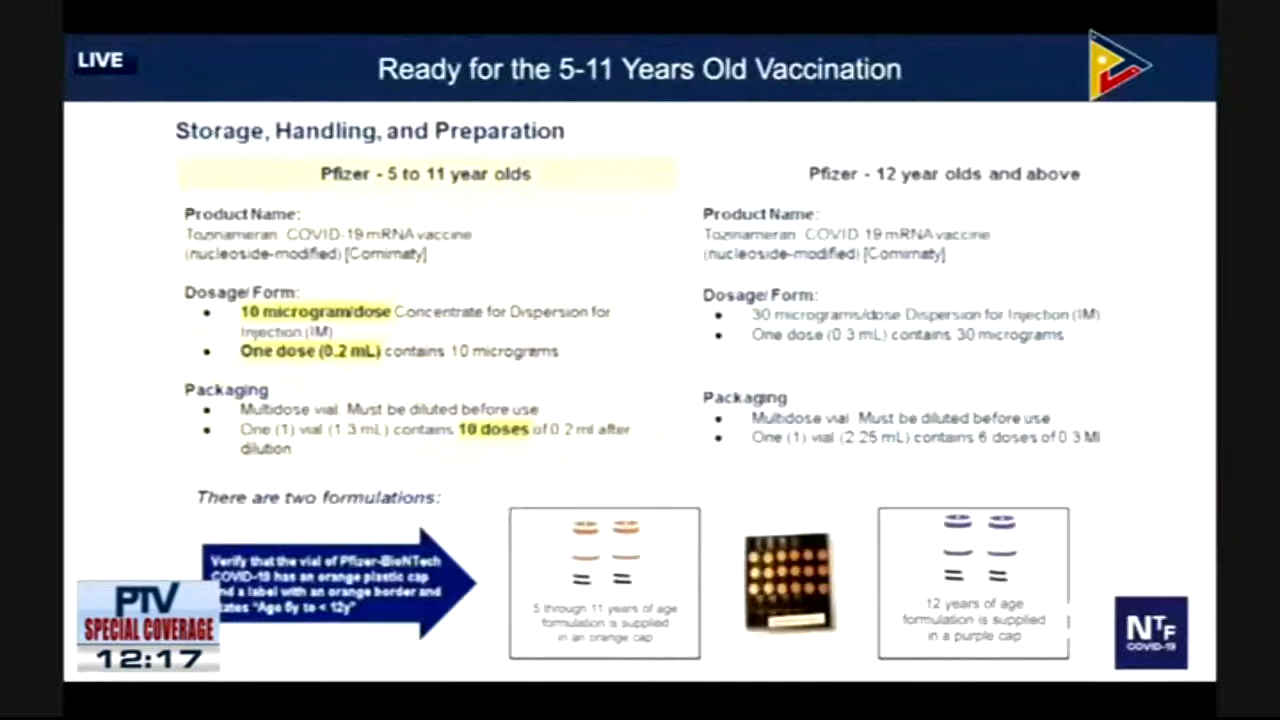 LIVE
Ready for the 5-11 Years Old Vaccination
Storage, Handling, and Preparation
Pfizer - 5 to 11 year olds
Product Name:
Tozinameran COVID-19 mRNA vaccine
(nucleoside-modified) [Comirnaty]
Dosage/ Form:
10 microgram/dose Concentrate for Dispersion for
Injection (IM)
One dose (0.2 mL) contains 10 micrograms
Packaging
Multidose vial Must be diluted before use
One (1) vial (1.3 mL) contains 10 doses of 0.2 ml after
dilution
Pfizer - 12 year olds and above
Product Name:
Tozinameran COVID 19 mRNA vaccine
(nucleoside-modified) [Comirnaty]
Dosage/ Form:
30 micrograms/dose Dispersion for Injection (IM)
One dose (0.3 mL) contains 30 micrograms
Packaging
Multidose vial Must be diluted before use
One (1) vial (2.25 mL) contains 6 doses of 0.3 Ml
There are two formulations:
Verify that the vial of Pfizer-BioNTech
COVID-19 has an orange plastic cap
and a label with an orange border and
states "Age 5y to < 12y"
5 through 11 years of age
formulation is supplied
in an orange cap
12 years of age
formulation is supplied
in a purple cap
PTV
SPECIAL COVERAGE
12:17
NTF
COVID-19